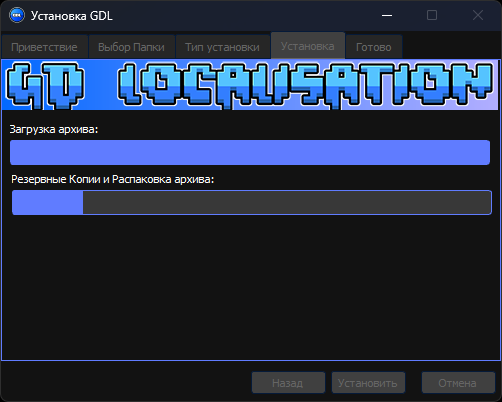 Установка GDL
Приветствие Выбор Папки Тип установки Установка Готово
GD LOCALISATION
Загрузка архива:
Резервные Копии и Распаковка архива:
Назад Установить Отмена